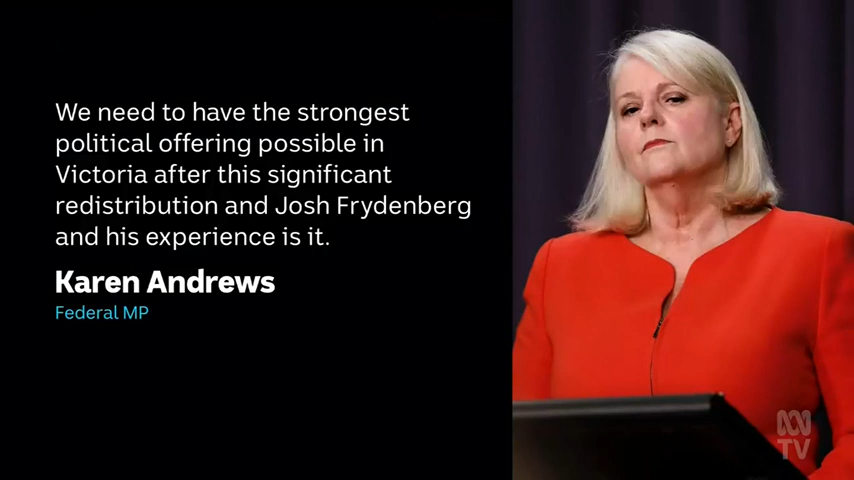 We need to have the strongest
political offering possible in
Victoria after this significant
redistribution and Josh Frydenberg
and his experience is it.
Karen Andrews
Federal MP
TV